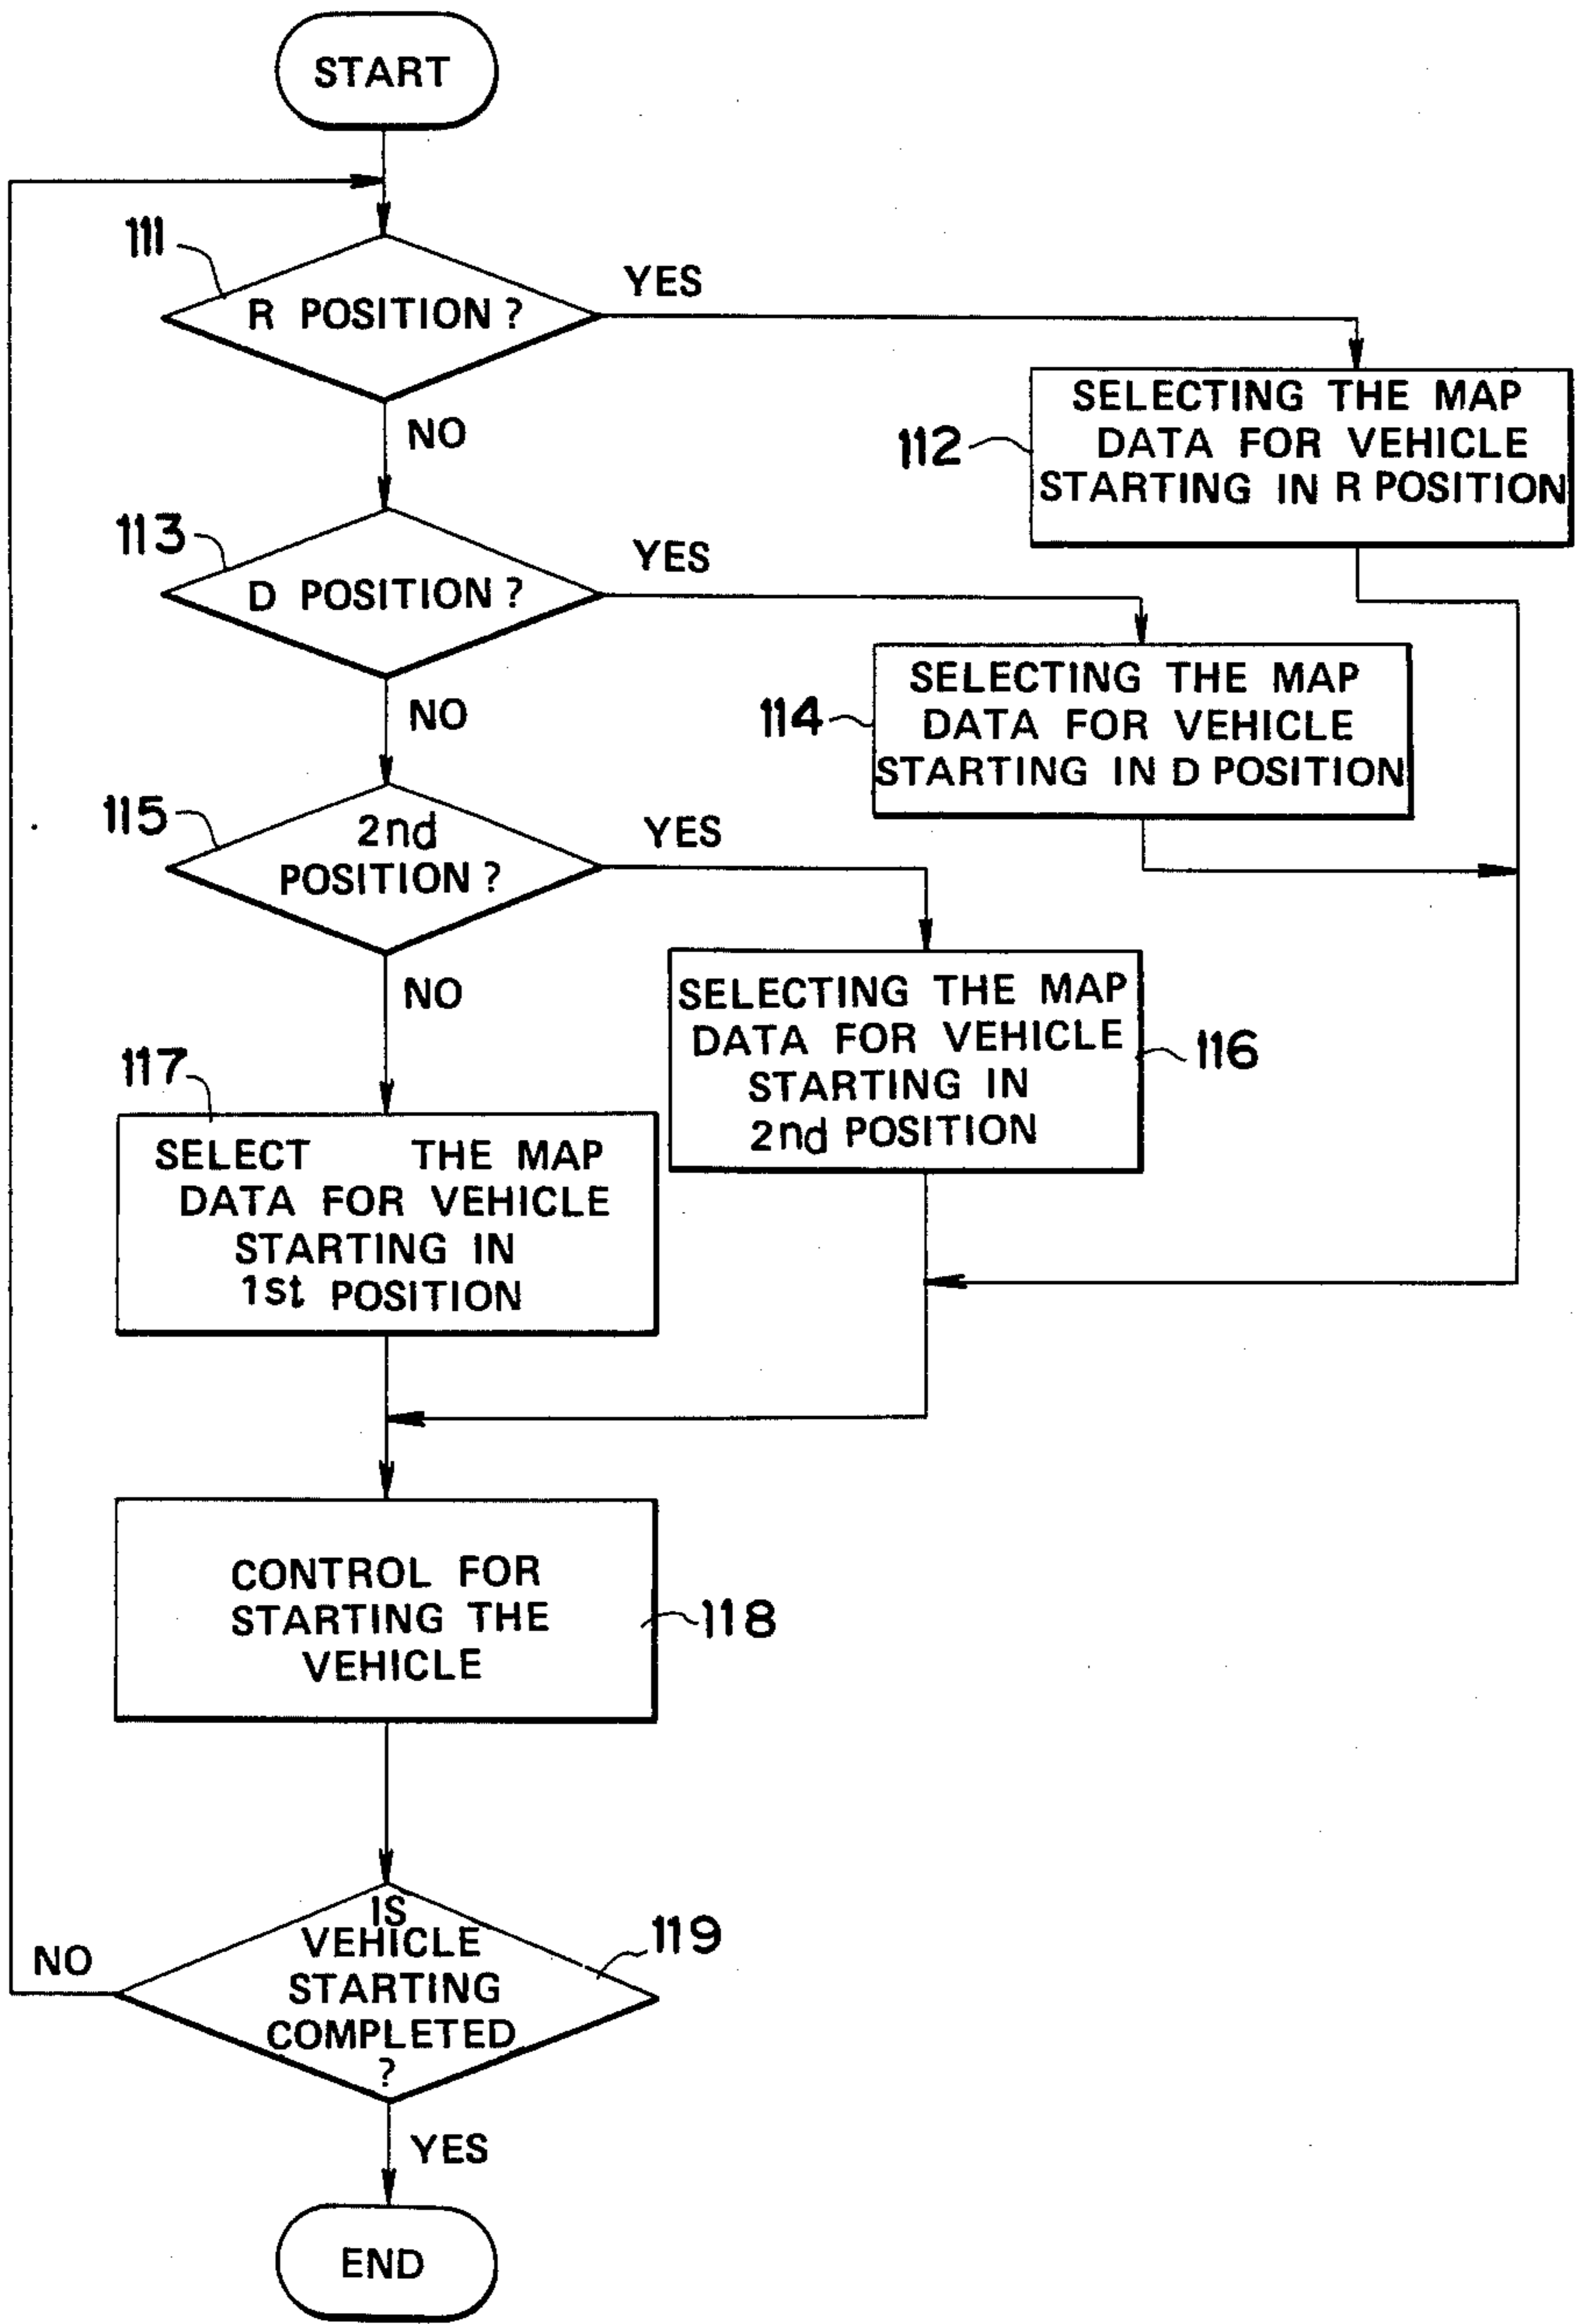 START
111
R POSITION ?
YES
NO
112
SELECTING THE MAP
DATA FOR VEHICLE
STARTING IN R POSITION
113
D POSITION ?
YES
NO
114
SELECTING THE MAP
DATA FOR VEHICLE
STARTING IN D POSITION
115
2nd
POSITION ?
YES
NO
SELECTING THE MAP
DATA FOR VEHICLE
STARTING IN
2nd POSITION
116
117
SELECT THE MAP
DATA FOR VEHICLE
STARTING IN
1st POSITION
CONTROL FOR
STARTING THE
VEHICLE
118
IS
VEHICLE
STARTING
COMPLETED
?
119
NO
YES
END